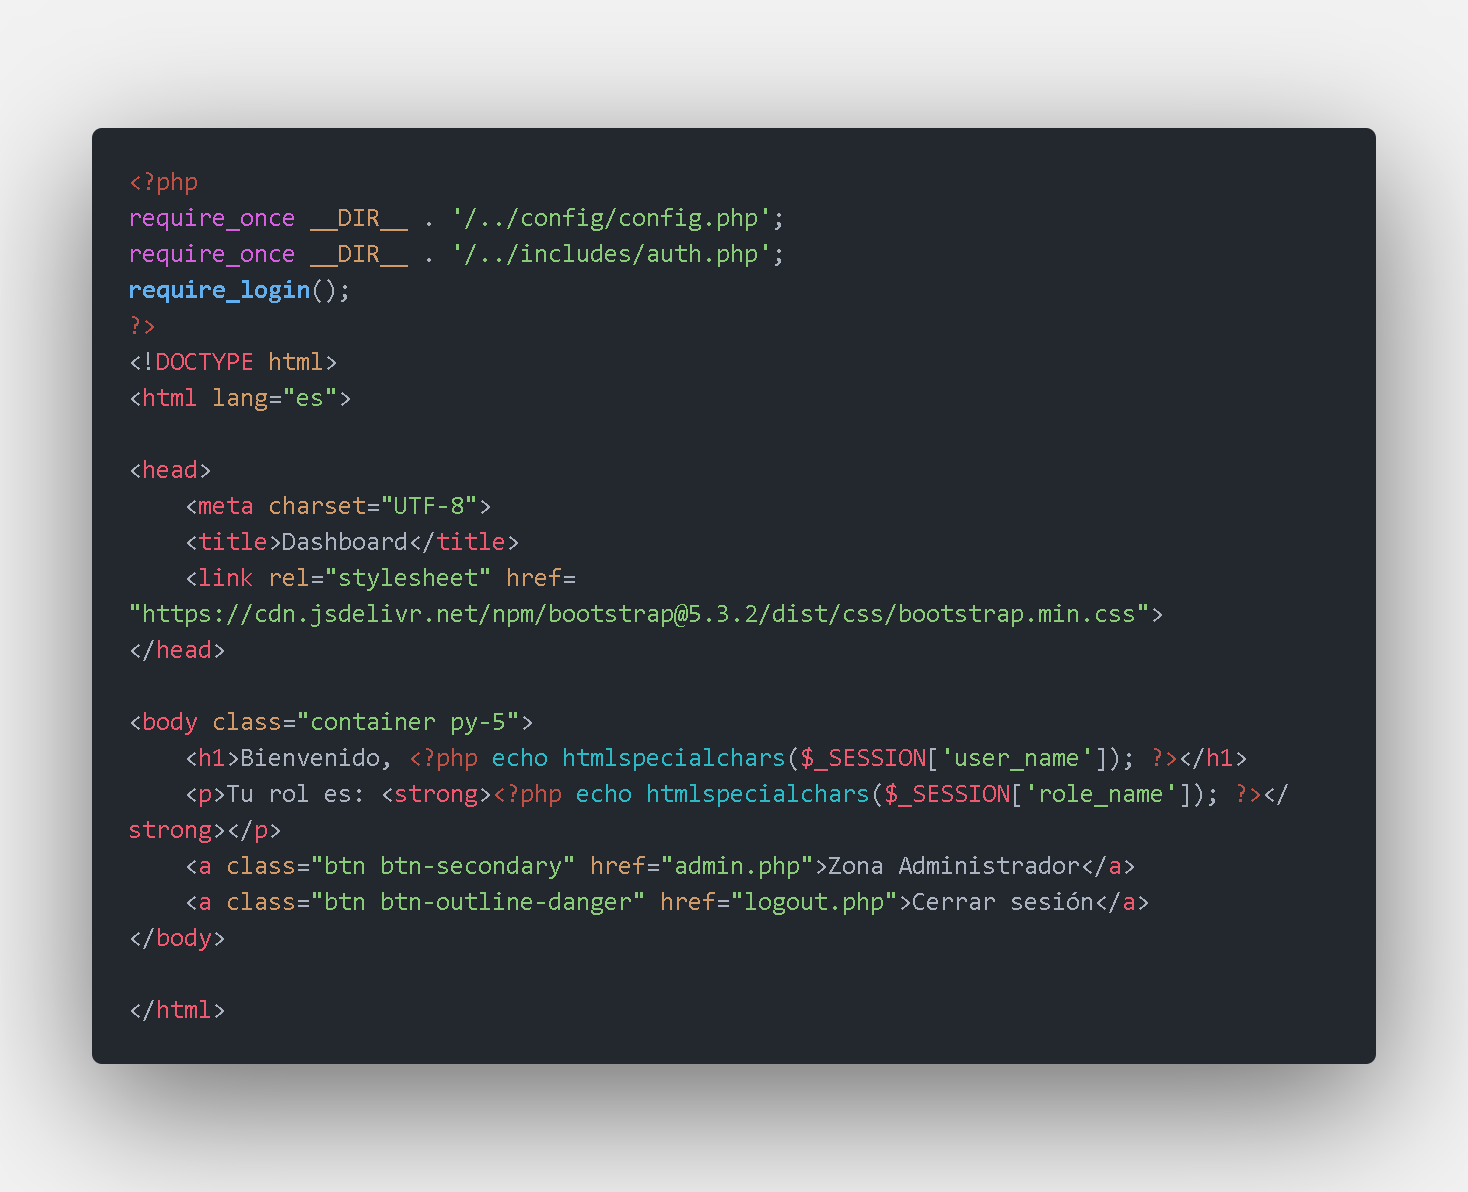 <?php
require_once __DIR__ . '/../config/config.php';
require_once __DIR__ . '/../includes/auth.php';
require_login();
?>
<!DOCTYPE html>
<html lang="es">

<head>
    <meta charset="UTF-8">
    <title>Dashboard</title>
    <link rel="stylesheet" href=
"https://cdn.jsdelivr.net/npm/bootstrap@5.3.2/dist/css/bootstrap.min.css">
</head>

<body class="container py-5">
    <h1>Bienvenido, <?php echo htmlspecialchars($_SESSION['user_name']); ?></h1>
    <p>Tu rol es: <strong><?php echo htmlspecialchars($_SESSION['role_name']); ?></
strong></p>
    <a class="btn btn-secondary" href="admin.php">Zona Administrador</a>
    <a class="btn btn-outline-danger" href="logout.php">Cerrar sesión</a>
</body>

</html>